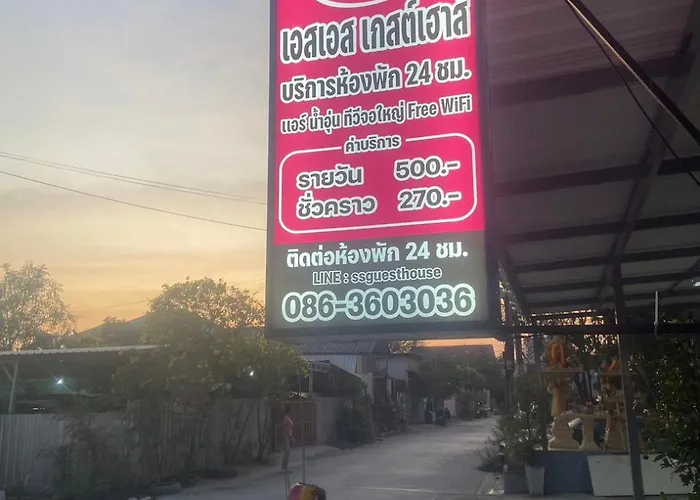 เอสเอส เกสต์เฮาส์
บริการห้องพัก 24 ชม.
แอร์ น้ำอุ่น ทีวีจอใหญ่ Free WiFi
ค่าบริการ
รายวัน 500.-
ชั่วคราว 270.-
ติดต่อห้องพัก 24 ชม.
LINE : ssguesthouse
086-3603036